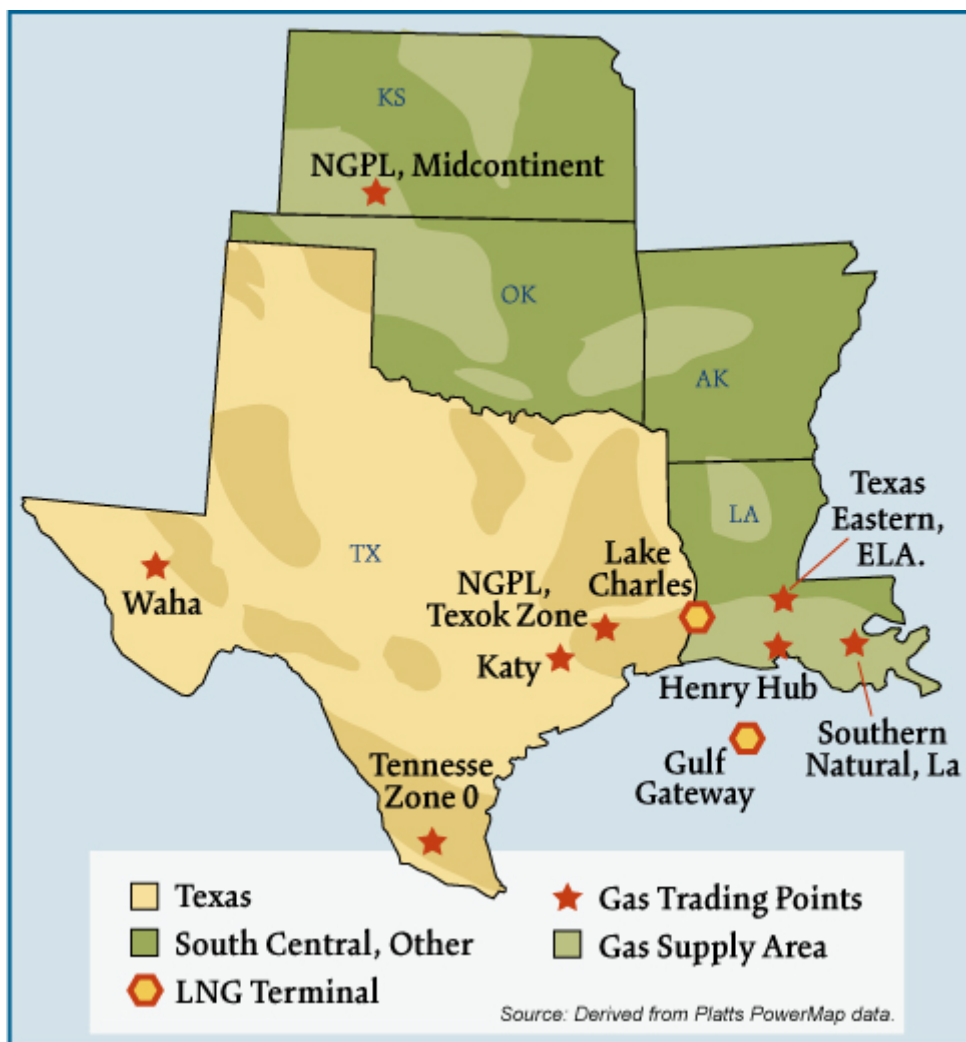 KS
NGPL, Midcontinent
OK
AK
LA
Texas
Eastern,
ELA.
TX
Lake
Charles
Waha
NGPL,
Texok Zone
Katy
Henry Hub
Southern
Natural, La
Gulf
Gateway
Tennesse
Zone 0
Texas
South Central, Other
LNG Terminal
Gas Trading Points
Gas Supply Area
Source: Derived from Platts PowerMap data.